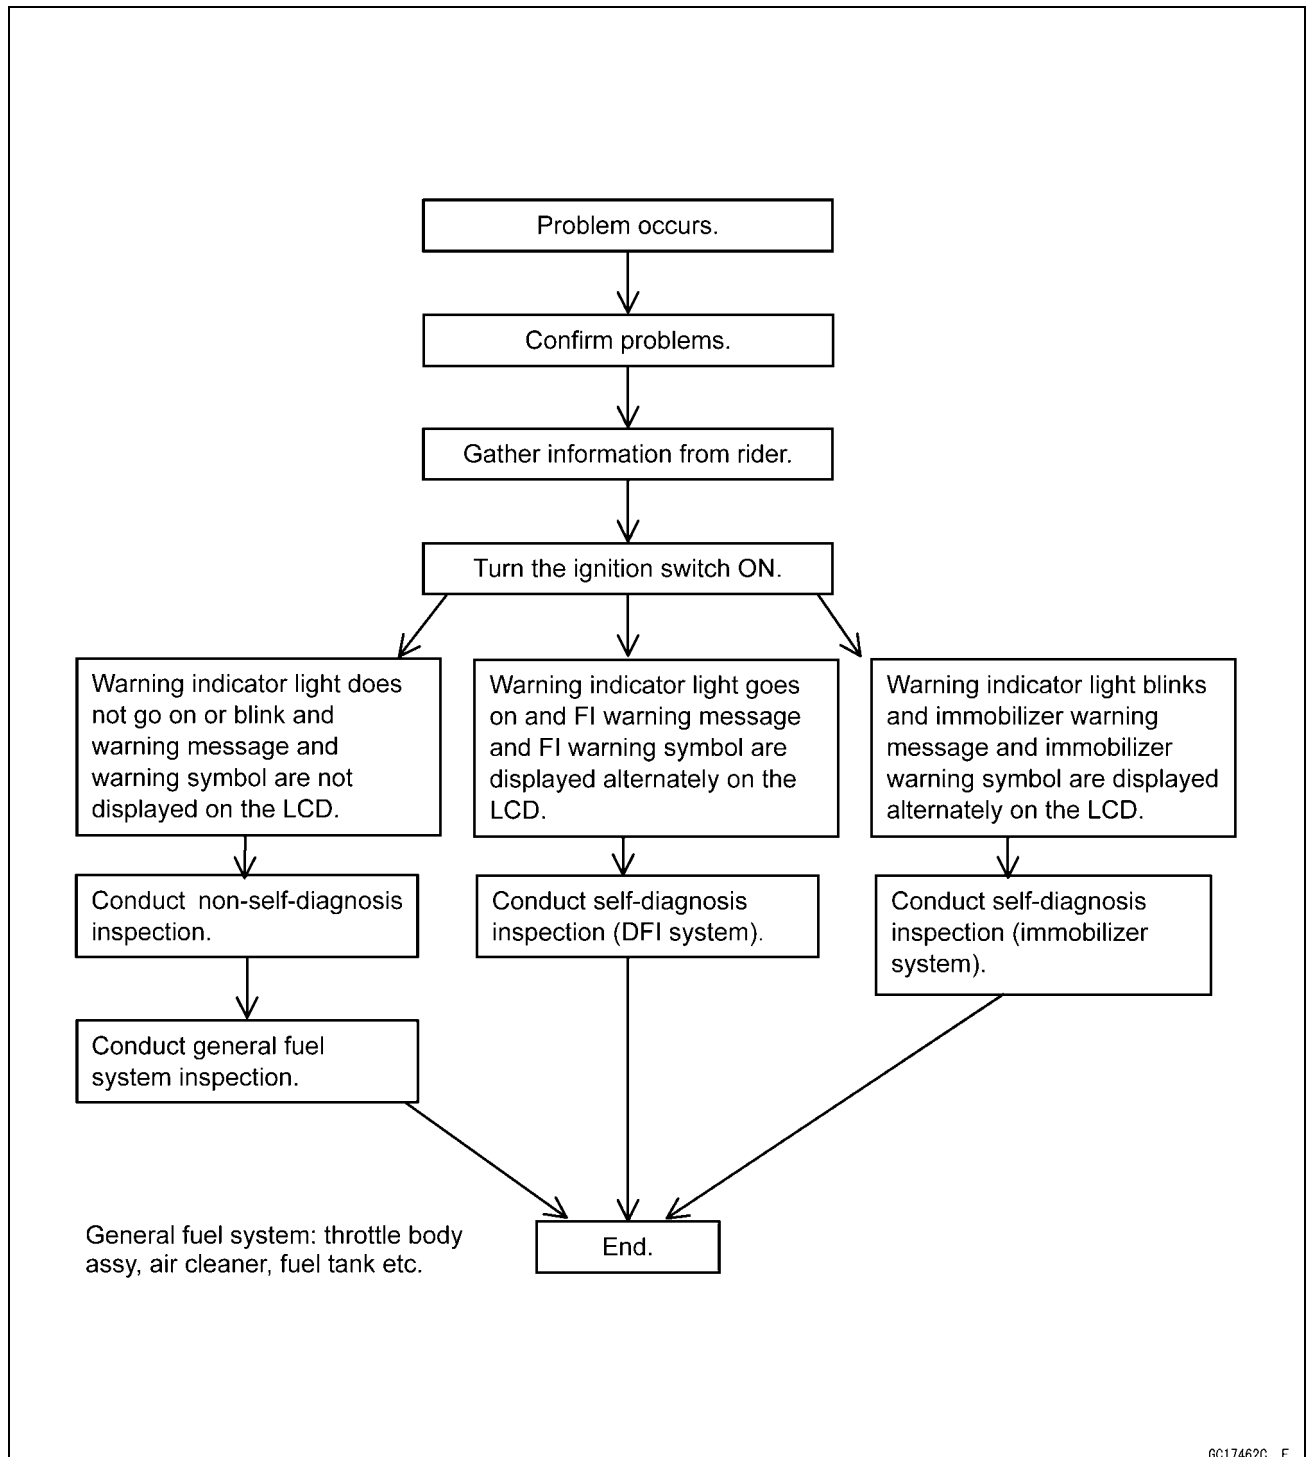 Problem occurs.
Confirm problems.
Gather information from rider.
Turn the ignition switch ON.
Warning indicator light does
not go on or blink and
warning message and
warning symbol are not
displayed on the LCD.
Warning indicator light goes
on and FI warning message
and FI warning symbol are
displayed alternately on the
LCD.
Warning indicator light blinks
and immobilizer warning
message and immobilizer
warning symbol are displayed
alternately on the LCD.
Conduct non-self-diagnosis
inspection.
Conduct self-diagnosis
inspection (DFI system).
Conduct self-diagnosis
inspection (immobilizer
system).
Conduct general fuel
system inspection.
General fuel system: throttle body
assy, air cleaner, fuel tank etc.
End.
GC17462C F